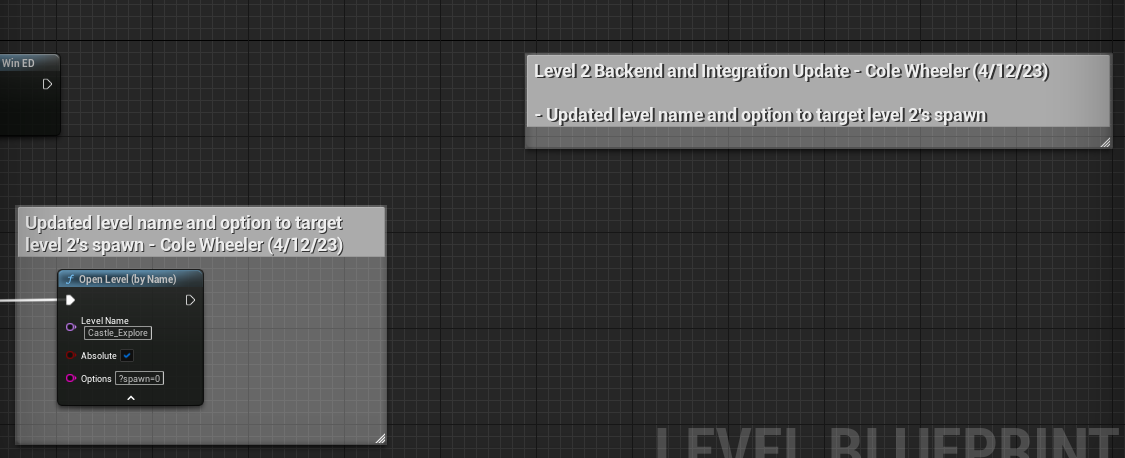 Win ED
Level 2 Backend and Integration Update - Cole Wheeler (4/12/23)
- Updated level name and option to target level 2's spawn
Updated level name and option to target
level 2's spawn - Cole Wheeler (4/12/23)
f Open Level (by Name)
Level Name
Castle_Explore
Absolute
Options ?spawn=0
LEVEL BLUEPRINT